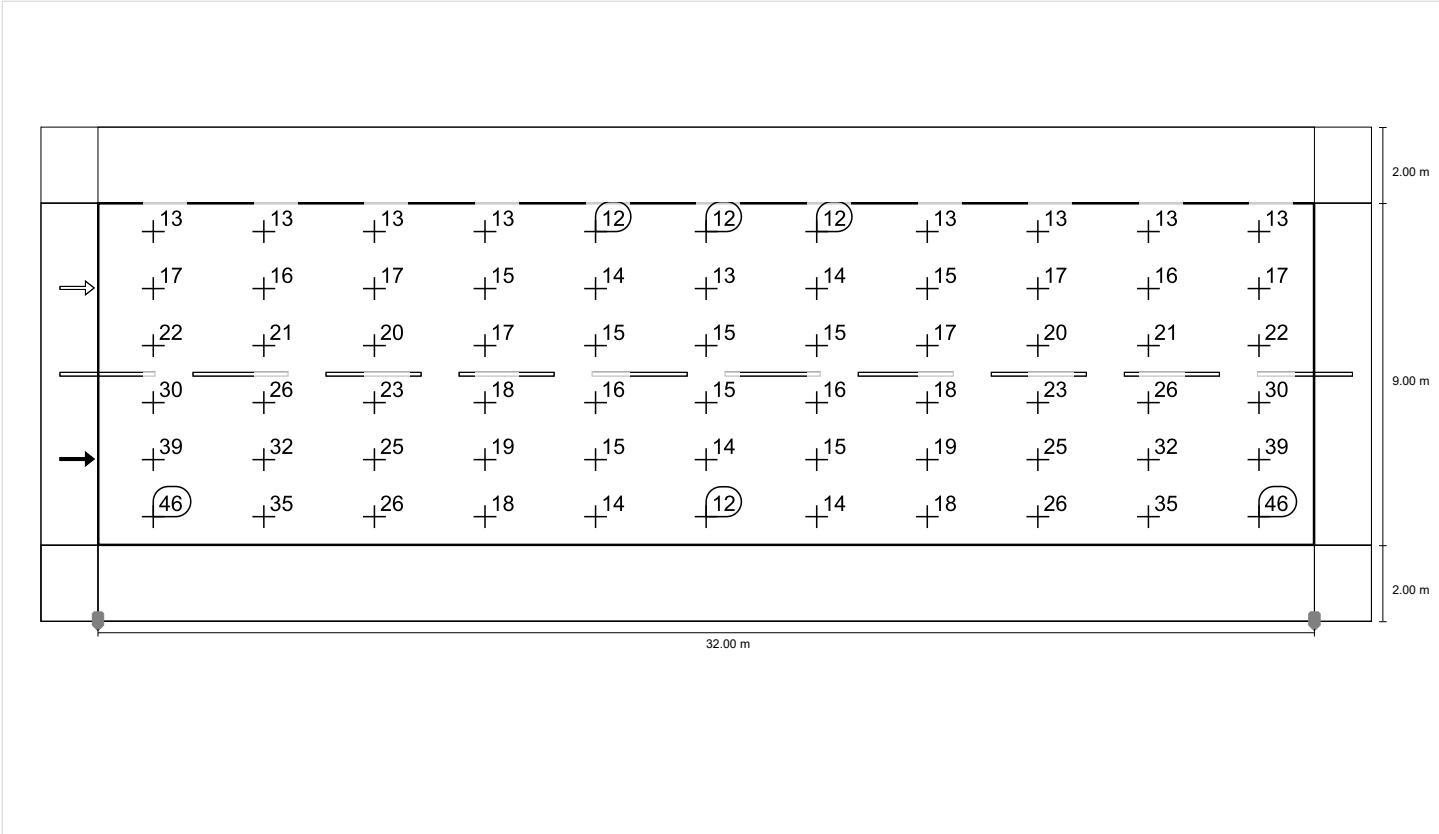 2.00 m
13 13 13 13 12 12 12 13 13 13 13
17 16 17 15 14 13 14 15 17 16 17
22 21 20 17 15 15 15 17 20 21 22
9.00 m
30 26 23 18 16 15 16 18 23 26 30
39 32 25 19 15 14 15 19 25 32 39
46 35 26 18 14 12 14 18 26 35 46
2.00 m
32.00 m